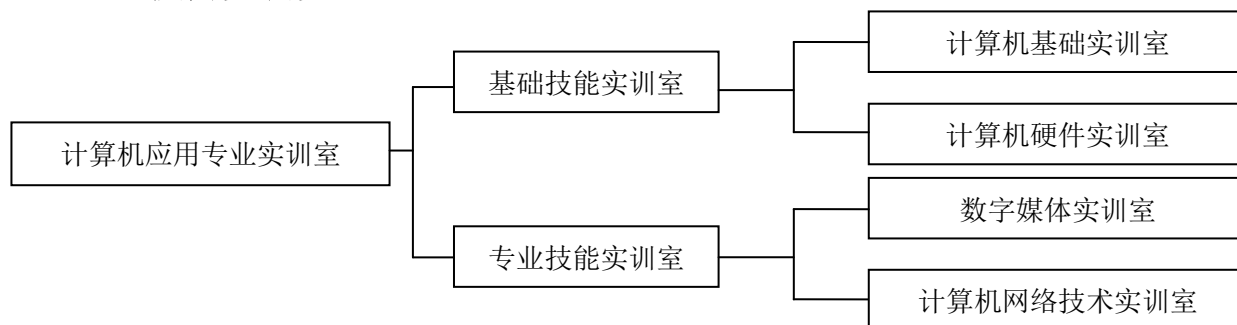 计算机应用专业实训室
基础技能实训室
计算机基础实训室
计算机硬件实训室
专业技能实训室
数字媒体实训室
计算机网络技术实训室